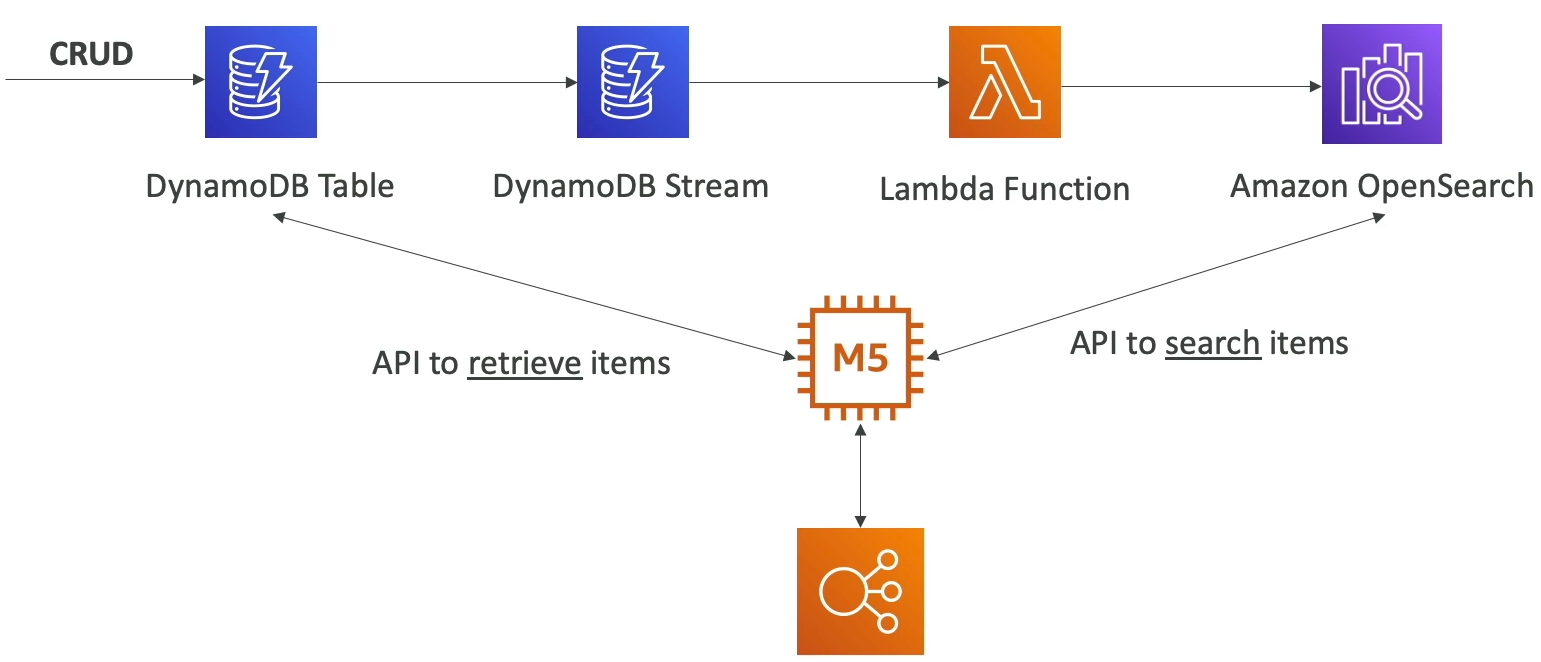 CRUD
DynamoDB Table
DynamoDB Stream
Lambda Function
Amazon OpenSearch
API to retrieve items
M5
API to search items